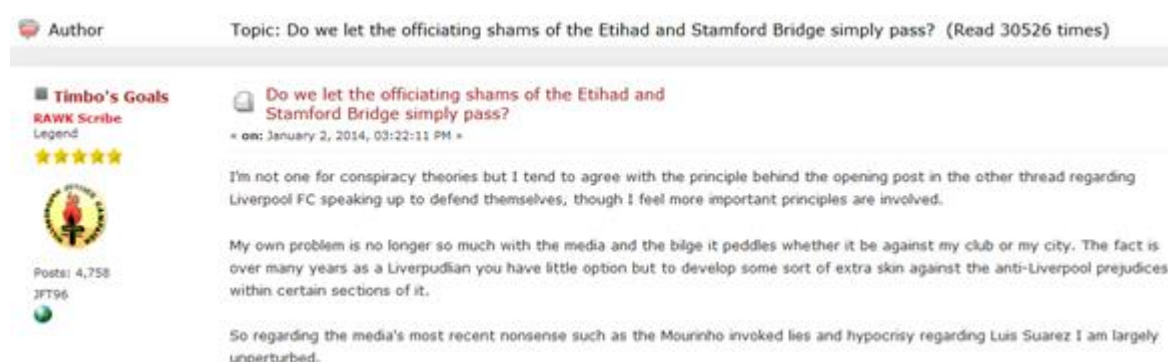 Author Topic: Do we let the officiating shams of the Etihad and Stamford Bridge simply pass? (Read 30526 times)
Timbo's Goals
RAWK Scribe
Legend
Posts: 4,758
JFT96
Do we let the officiating shams of the Etihad and
Stamford Bridge simply pass?
« on: January 2, 2014, 03:22:11 PM »
I'm not one for conspiracy theories but I tend to agree with the principle behind the opening post in the other thread regarding
Liverpool FC speaking up to defend themselves, though I feel more important principles are involved.
My own problem is no longer so much with the media and the bilge it peddles whether it be against my club or my city. The fact is
over many years as a Liverpudlian you have little option but to develop some sort of extra skin against the anti-Liverpool prejudices
within certain sections of it.
So regarding the media's most recent nonsense such as the Mourinho invoked lies and hypocrisy regarding Luis Suarez I am largely
unperturbed.